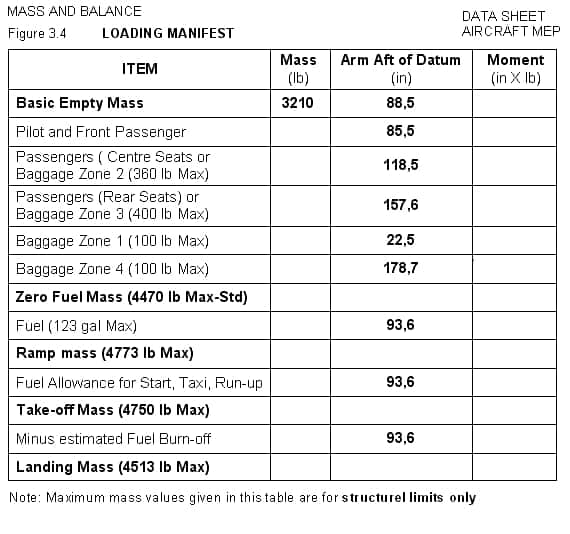 MASS AND BALANCE
DATA SHEET
Figure 3.4 LOADING MANIFEST
AIRCRAFT MEP
ITEM Mass (lb) Arm Aft of Datum (in) Moment (in X lb)
Basic Empty Mass 3210 88,5
Pilot and Front Passenger 85,5
Passengers ( Centre Seats or
Baggage Zone 2 (360 lb Max) 118,5
Passengers (Rear Seats) or
Baggage Zone 3 (400 lb Max) 157,6
Baggage Zone 1 (100 lb Max) 22,5
Baggage Zone 4 (100 lb Max) 178,7
Zero Fuel Mass (4470 lb Max-Std)
Fuel (123 gal Max) 93,6
Ramp mass (4773 lb Max)
Fuel Allowance for Start, Taxi, Run-up 93,6
Take-off Mass (4750 lb Max)
Minus estimated Fuel Burn-off 93,6
Landing Mass (4513 lb Max)
Note: Maximum mass values given in this table are for structurel limits only